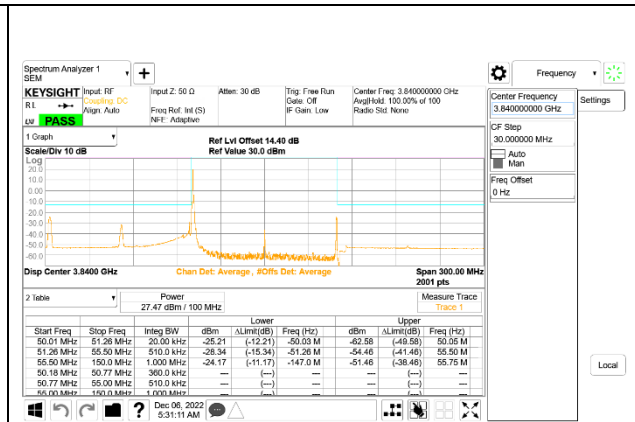 Spectrum Analyzer 1
SEM
+
Frequency
KEYSIGHT
Input: RF
Coupling: DC
Align: Auto
Input Z: 50 Ω
Freq Ref: Int (S)
NFE: Adaptive
Atten: 30 dB
Trig: Free Run
Gate: Off
IF Gain: Low
Center Freq: 3.840000000 GHz
Avg|Hold: 100.00% of 100
Radio Std: None
RL
PASS
Center Frequency
3.840000000 GHz
Settings
CF Step
30.000000 MHz
Auto
Man
Freq Offset
0 Hz
1 Graph
Scale/Div 10 dB
Ref Lvl Offset 14.40 dB
Ref Value 30.0 dBm
Log
20.0
10.0
0.00
-10.0
-20.0
-30.0
-40.0
-50.0
-60.0
Disp Center 3.8400 GHz
Chan Det: Average , #Offs Det: Average
Span 300.00 MHz
2001 pts
2 Table
Power
27.47 dBm / 100 MHz
Measure Trace
Trace 1
Lower Upper
Start Freq Stop Freq Integ BW dBm ΔLimit(dB) Freq (Hz) dBm ΔLimit(dB) Freq (Hz)
50.01 MHz 51.26 MHz 20.00 kHz -25.21 (-12.21) -50.03 M -62.58 (-49.58) 50.05 M
51.26 MHz 55.50 MHz 510.0 kHz -28.34 (-15.34) -51.26 M -54.46 (-41.46) 55.50 M
55.50 MHz 150.0 MHz 1.000 MHz -24.17 (-11.17) -147.0 M -51.46 (-38.46) 55.75 M
50.18 MHz 50.77 MHz 360.0 kHz --- (---) --- (---)
50.77 MHz 55.00 MHz 510.0 kHz --- (---) --- (---)
55.00 MHz 150.0 MHz 1.000 MHz --- (---) --- (---)
Local
?
Dec 06, 2022
5:31:11 AM